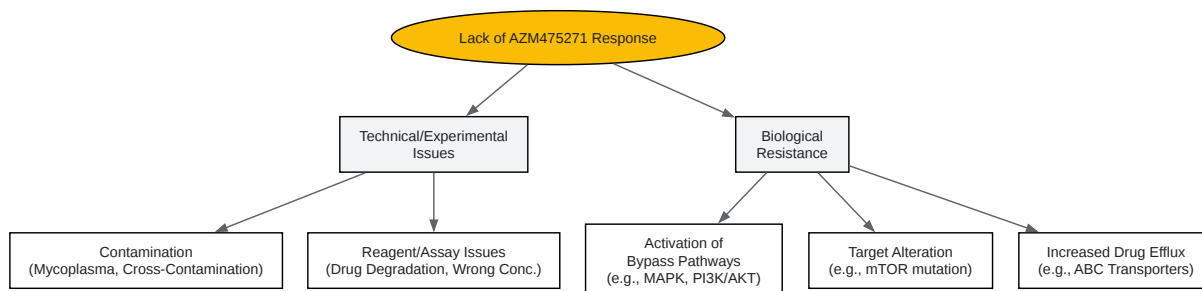 Lack of AZM475271 Response
Technical/Experimental
Issues
Biological
Resistance
Contamination
(Mycoplasma, Cross-Contamination)
Reagent/Assay Issues
(Drug Degradation, Wrong Conc.)
Activation of
Bypass Pathways
(e.g., MAPK, PI3K/AKT)
Target Alteration
(e.g., mTOR mutation)
Increased Drug Efflux
(e.g., ABC Transporters)